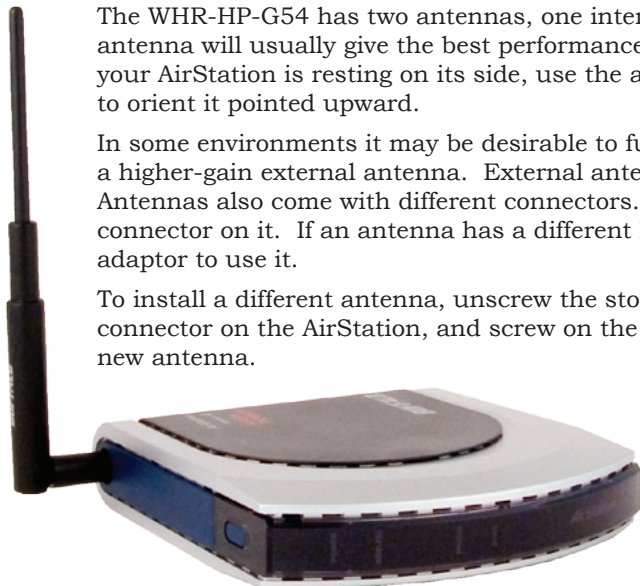 The WHR-HP-G54 has two antennas, one inter
antenna will usually give the best performance
your AirStation is resting on its side, use the a
to orient it pointed upward.
In some environments it may be desirable to fu
a higher-gain external antenna. External ante
Antennas also come with different connectors.
connector on it. If an antenna has a different
adaptor to use it.
To install a different antenna, unscrew the sto
connector on the AirStation, and screw on the
new antenna.